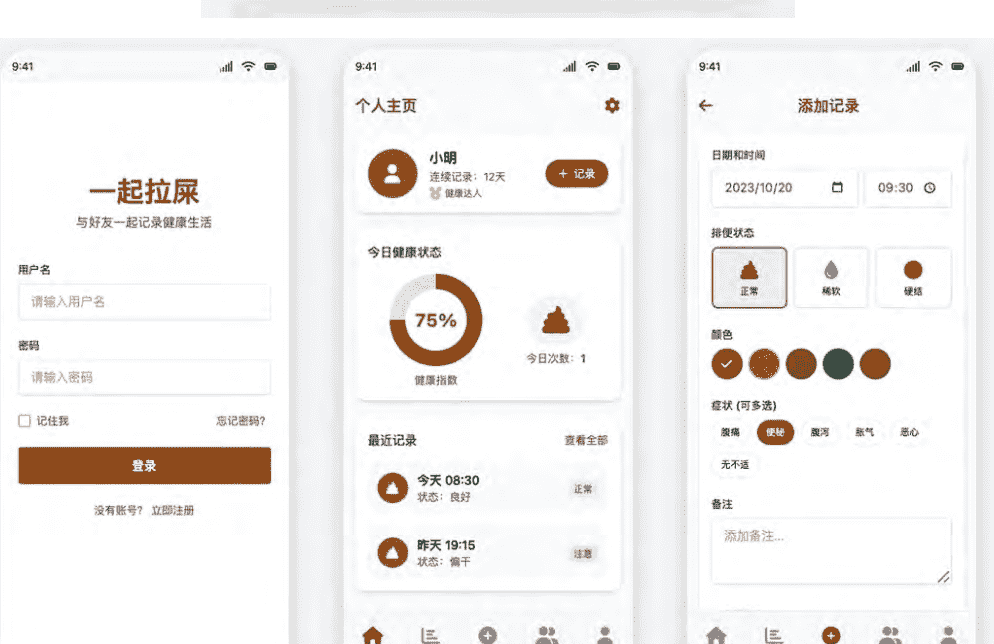 9:41
一起拉屎
与好友一起记录健康生活
用户名
请输入用户名
密码
请输入密码
记住我 忘记密码?
登录
没有账号? 立即注册
9:41
个人主页
小明
连续记录: 12天
健康达人
+ 记录
今日健康状态
75%
健康指数
今日次数: 1
最近记录 查看全部
今天 08:30
状态: 良好
正常
昨天 19:15
状态: 偏干
注意
9:41
添加记录
日期和时间
2023/10/20 09:30
排便状态
正常 稀软 硬结
颜色
症状 (可多选)
腹痛 便秘 腹泻 胀气 恶心
无不适
备注
添加备注...